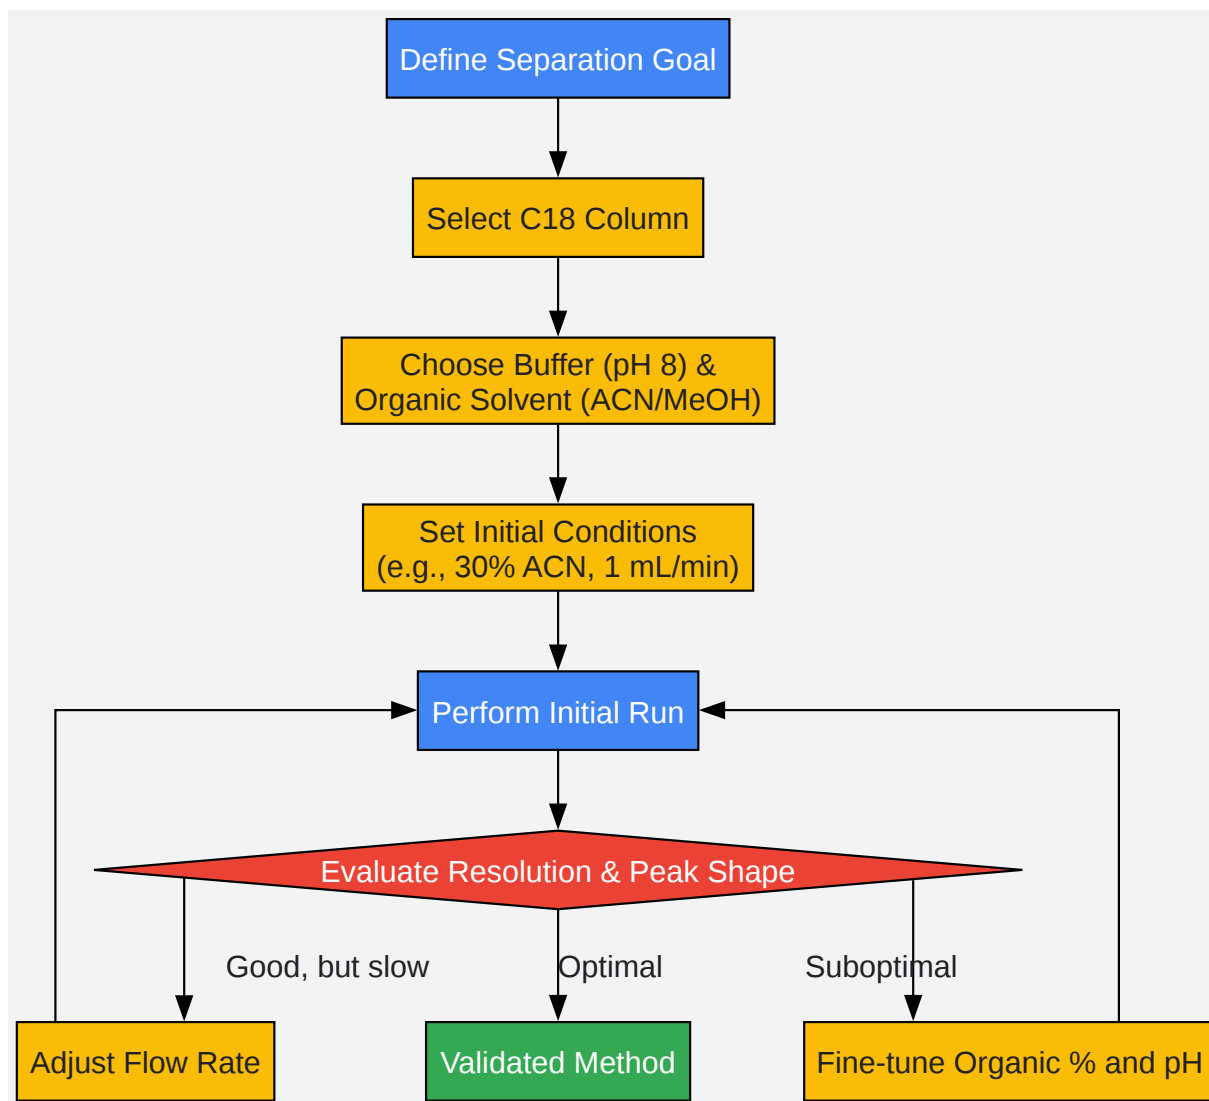 Define Separation Goal
Select C18 Column
Choose Buffer (pH 8) &
Organic Solvent (ACN/MeOH)
Set Initial Conditions
(e.g., 30% ACN, 1 mL/min)
Perform Initial Run
Evaluate Resolution & Peak Shape
Good, but slow
Optimal
Suboptimal
Adjust Flow Rate
Validated Method
Fine-tune Organic % and pH